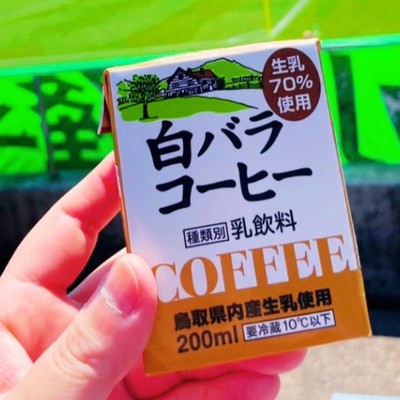 生乳
70%
使用
白バラ
コーヒー
種類別 乳飲料
COFFEE
鳥取県内産生乳使用
200ml 要冷蔵10℃以下